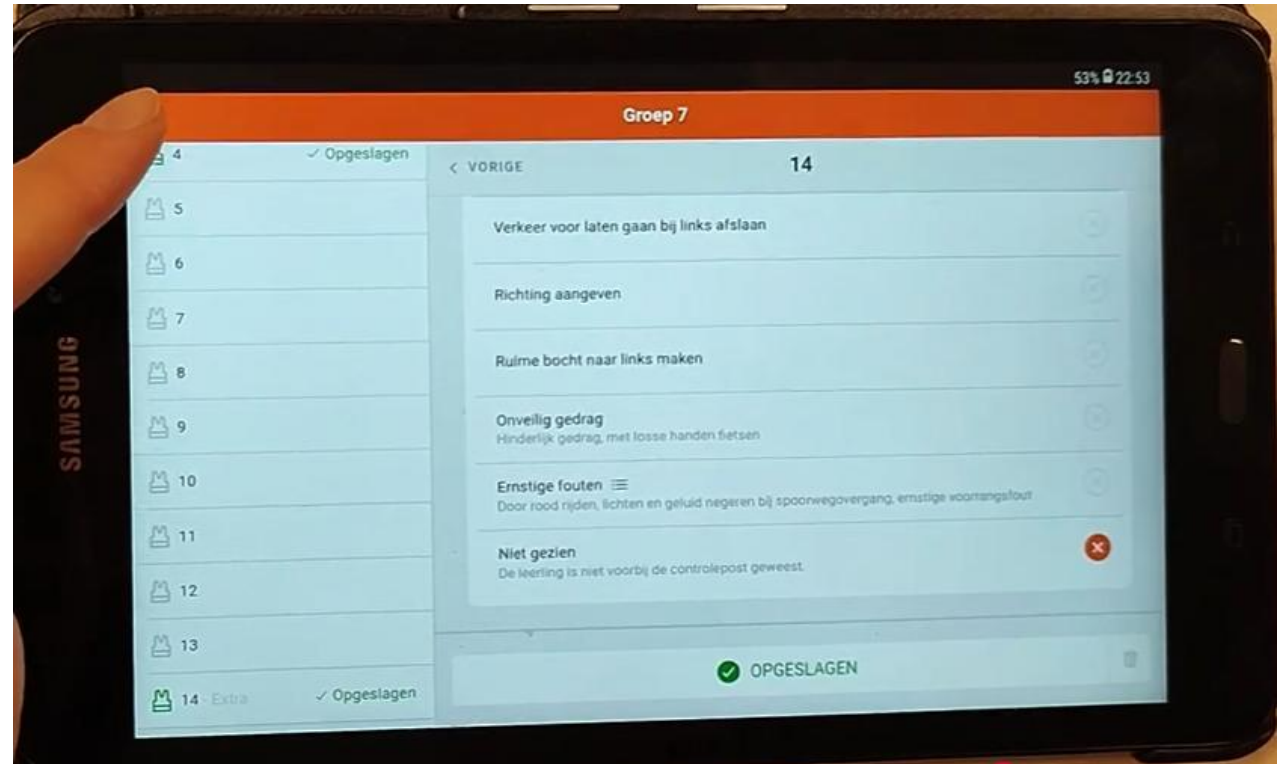 53% 22:53
Groep 7
4 ✓ Opgeslagen
5
6
7
8
9
10
11
12
13
14 - Extra ✓ Opgeslagen
< VORIGE
14
Verkeer voor laten gaan bij links afslaan
Richting aangeven
Ruime bocht naar links maken
Onveilig gedrag
Hinderlijk gedrag, met losse handen fietsen
Ernstige fouten
Door rood rijden, lichten en geluid negeren bij spoorwegovergang, ernstige voorrangsfout
Niet gezien
De leerling is niet voorbij de controlepost geweest.
OPGESLAGEN
SAMSUNG